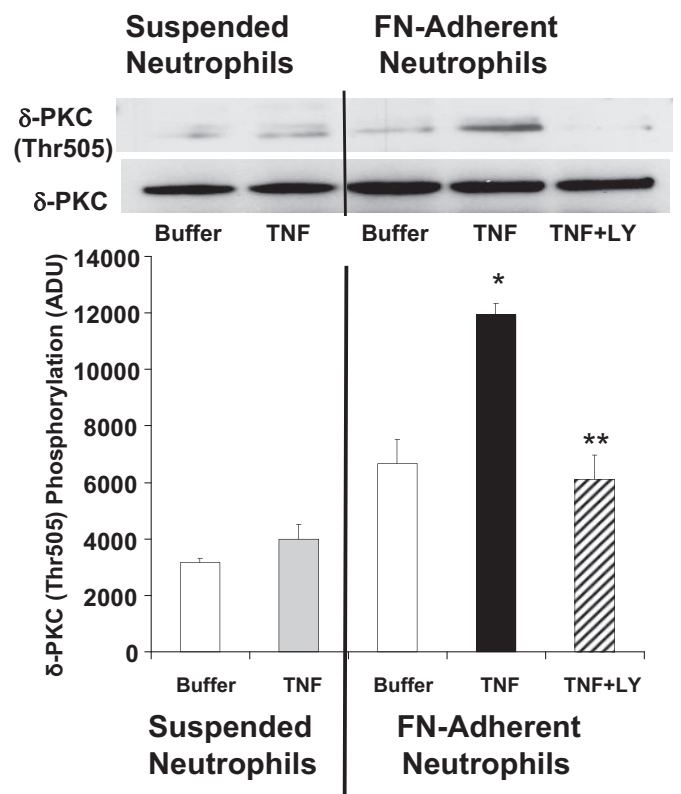 Suspended Neutrophils
FN-Adherent Neutrophils
δ-PKC
(Thr505)
δ-PKC
Buffer TNF Buffer TNF TNF+LY
δ-PKC (Thr505) Phosphorylation (ADU)
14000
12000
10000
8000
6000
4000
2000
0
*
**
Buffer TNF Buffer TNF TNF+LY
Suspended Neutrophils
FN-Adherent Neutrophils